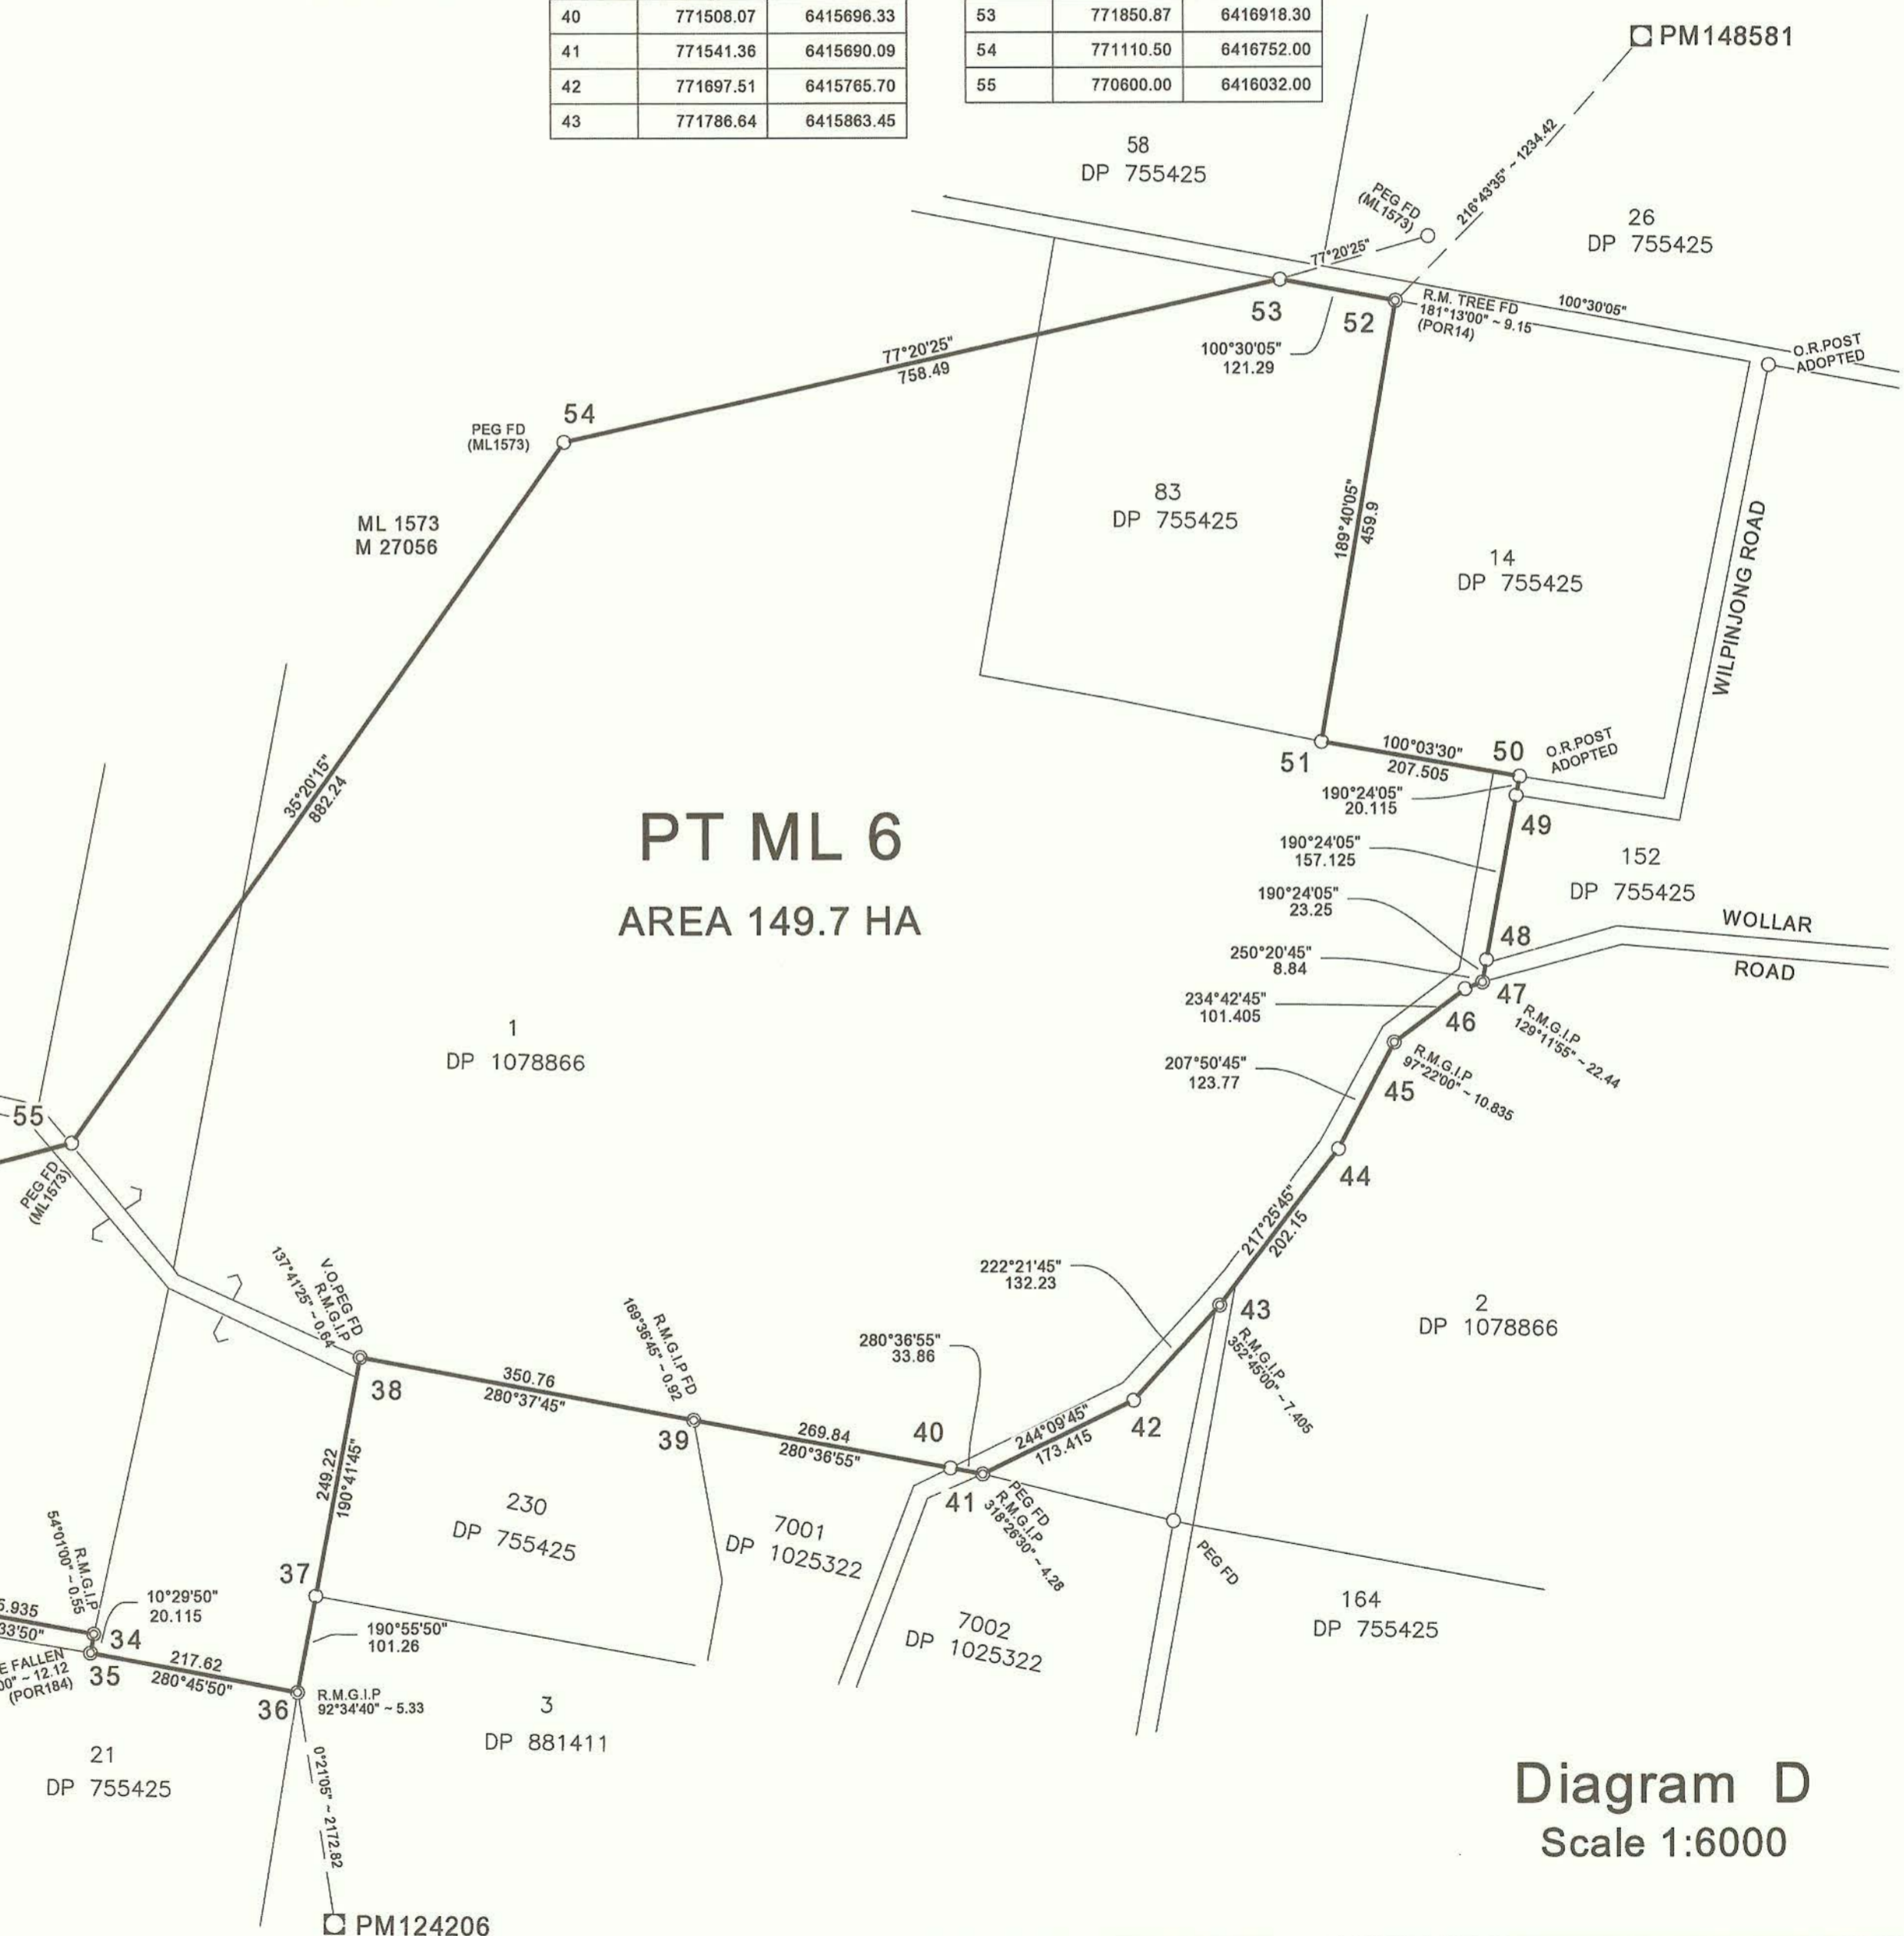 40 771508.07 6415696.33
41 771541.36 6415690.09
42 771697.51 6415765.70
43 771786.64 6415863.45
53 771850.87 6416918.30
54 771110.50 6416752.00
55 770600.00 6416032.00
PM148581
216°43'35" ~ 1234.42
58
DP 755425
26
DP 755425
PEG FD
(ML1573)
77°20'25"
53
52
R.M. TREE FD
181°13'00" ~ 9.15
(POR14)
100°30'05"
100°30'05"
121.29
O.R.POST
ADOPTED
77°20'25"
758.49
54
PEG FD
(ML1573)
ML 1573
M 27056
83
DP 755425
189°40'05"
459.9
14
DP 755425
WILPINJONG ROAD
35°20'15"
882.24
51
100°03'30"
207.505
50
O.R.POST
ADOPTED
190°24'05"
20.115
49
PT ML 6
AREA 149.7 HA
190°24'05"
157.125
152
DP 755425
190°24'05"
23.25
48
WOLLAR
ROAD
250°20'45"
8.84
47
R.M.G.I.P
129°11'55" ~ 22.44
234°42'45"
101.405
46
1
DP 1078866
207°50'45"
123.77
45
R.M.G.I.P
97°22'00" ~ 10.835
55
PEG FD
(ML1573)
44
217°25'45"
202.15
222°21'45"
132.23
43
R.M.G.I.P
352°45'00" ~ 7.405
2
DP 1078866
V.O.PEG FD
R.M.G.I.P
137°41'25" ~ 0.64
38
350.76
280°37'45"
R.M.G.I.P FD
169°36'45" ~ 0.92
39
280°36'55"
33.86
269.84
280°36'55"
40
41
244°09'45"
173.415
42
PEG FD
R.M.G.I.P
318°26'30" ~ 4.28
249.22
190°41'45"
230
DP 755425
7001
DP 1025322
PEG FD
R.M.G.I.P
54°01'00" ~ 0.55
37
10°29'50"
20.115
5.935
33'50"
34
190°55'50"
101.26
7002
DP 1025322
164
DP 755425
E FALLEN
00" ~ 12.12
(POR184)
35
217.62
280°45'50"
36
R.M.G.I.P
92°34'40" ~ 5.33
3
DP 881411
21
DP 755425
0°21'05" ~ 2172.82
Diagram D
Scale 1:6000
PM124206